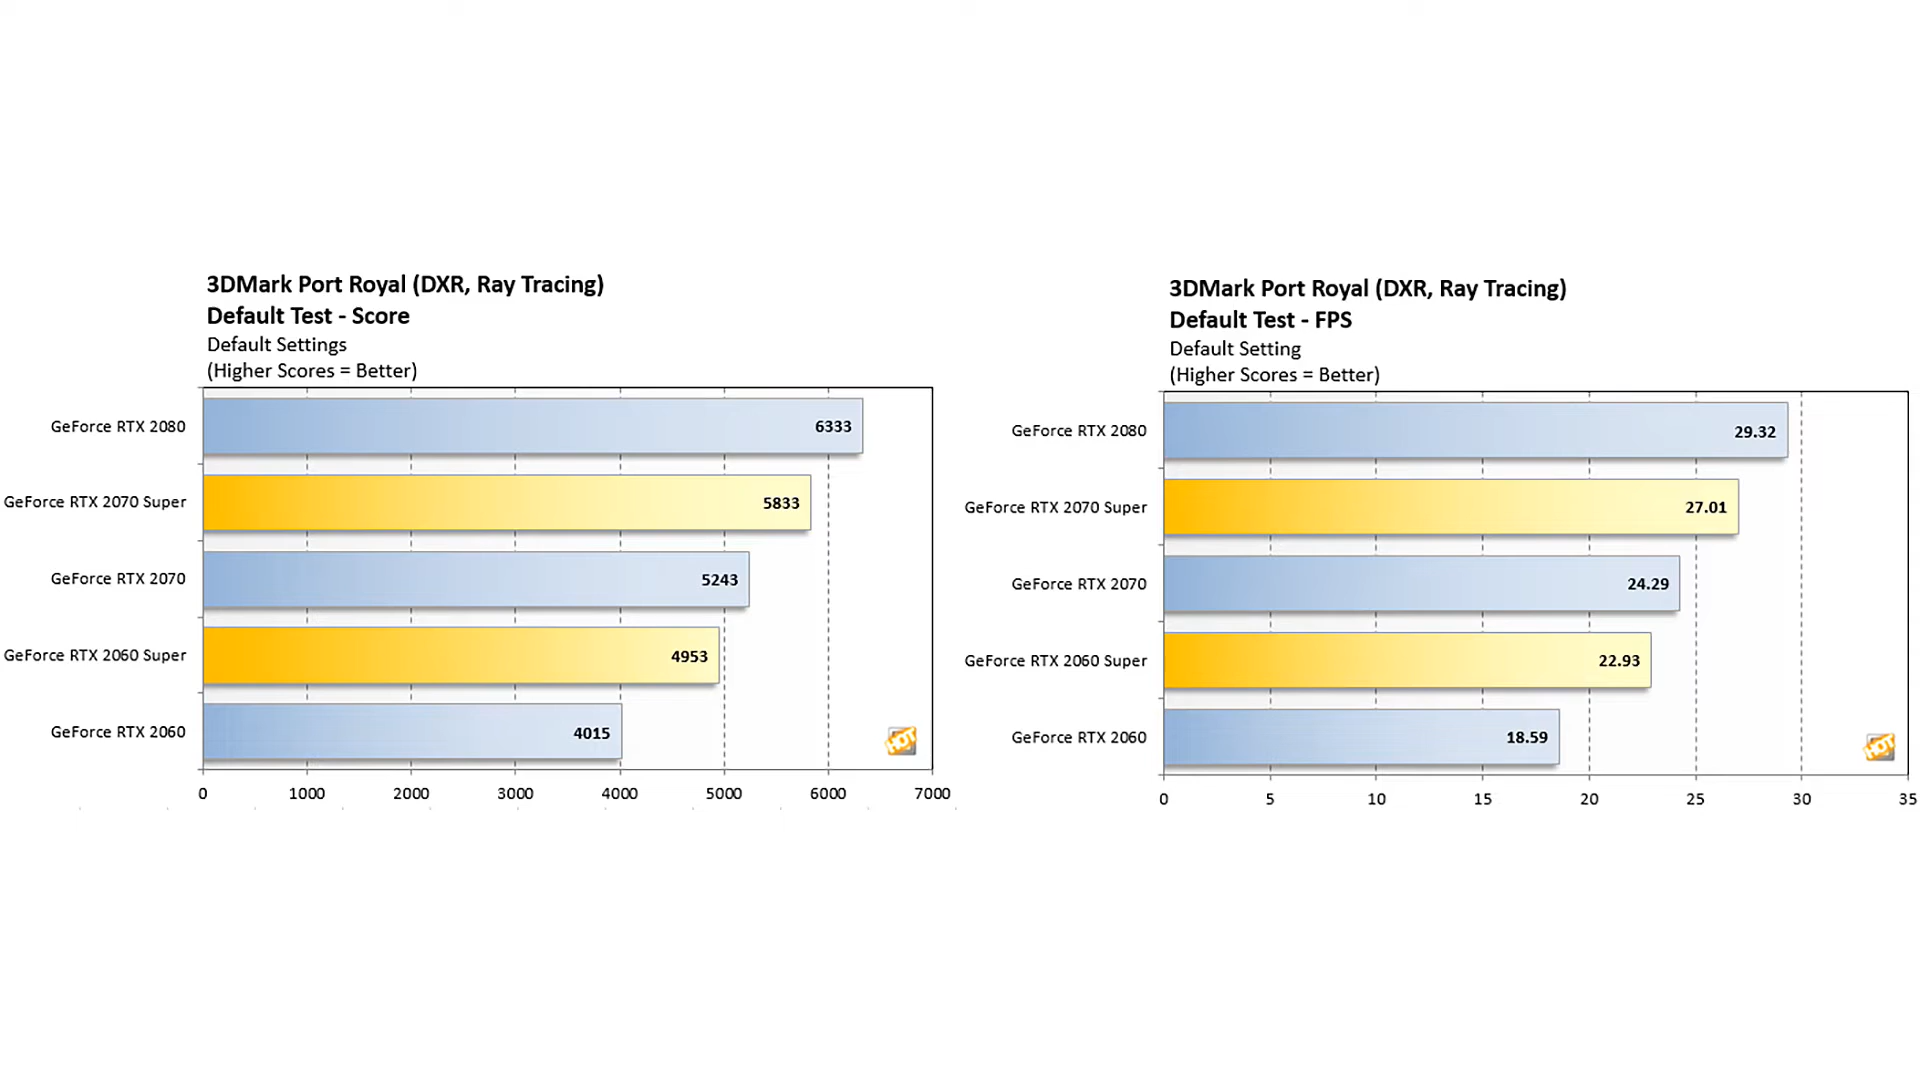 3DMark Port Royal (DXR, Ray Tracing)
Default Test - Score
Default Settings
(Higher Scores = Better)
GeForce RTX 2080
6333
GeForce RTX 2070 Super
5833
GeForce RTX 2070
5243
GeForce RTX 2060 Super
4953
GeForce RTX 2060
4015
HOT
0 1000 2000 3000 4000 5000 6000 7000
3DMark Port Royal (DXR, Ray Tracing)
Default Test - FPS
Default Setting
(Higher Scores = Better)
GeForce RTX 2080
29.32
GeForce RTX 2070 Super
27.01
GeForce RTX 2070
24.29
GeForce RTX 2060 Super
22.93
GeForce RTX 2060
18.59
HOT
0 5 10 15 20 25 30 35